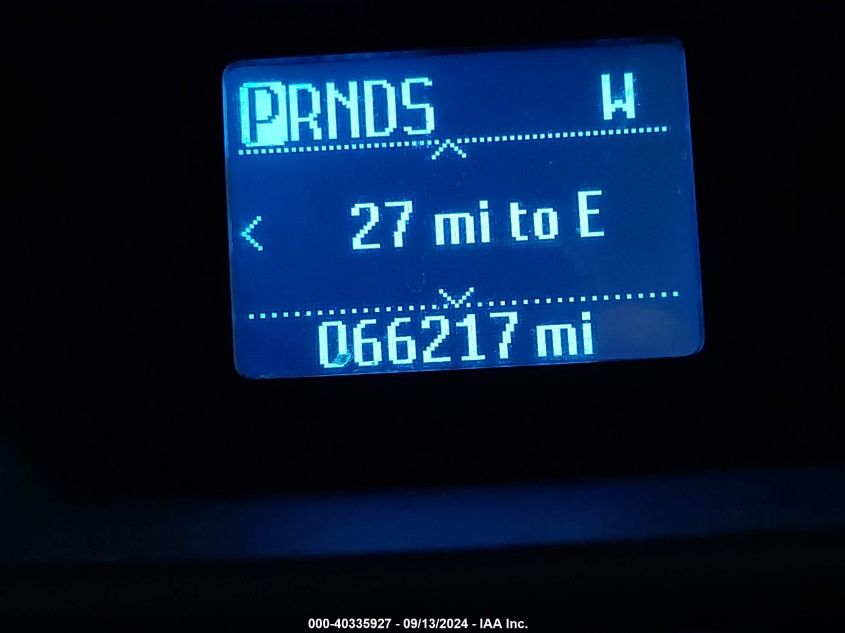 PRNDS W
27 mi to E
066217 mi
000-40335927 - 09/13/2024 - IAA Inc.